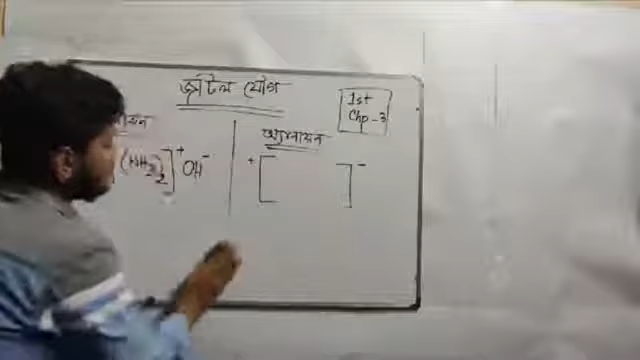 জটিল যৌগ
1st
Chp-3
অ্যানায়ন
(NH₃)₂]⁺ OH⁻
⁺[ ]⁻